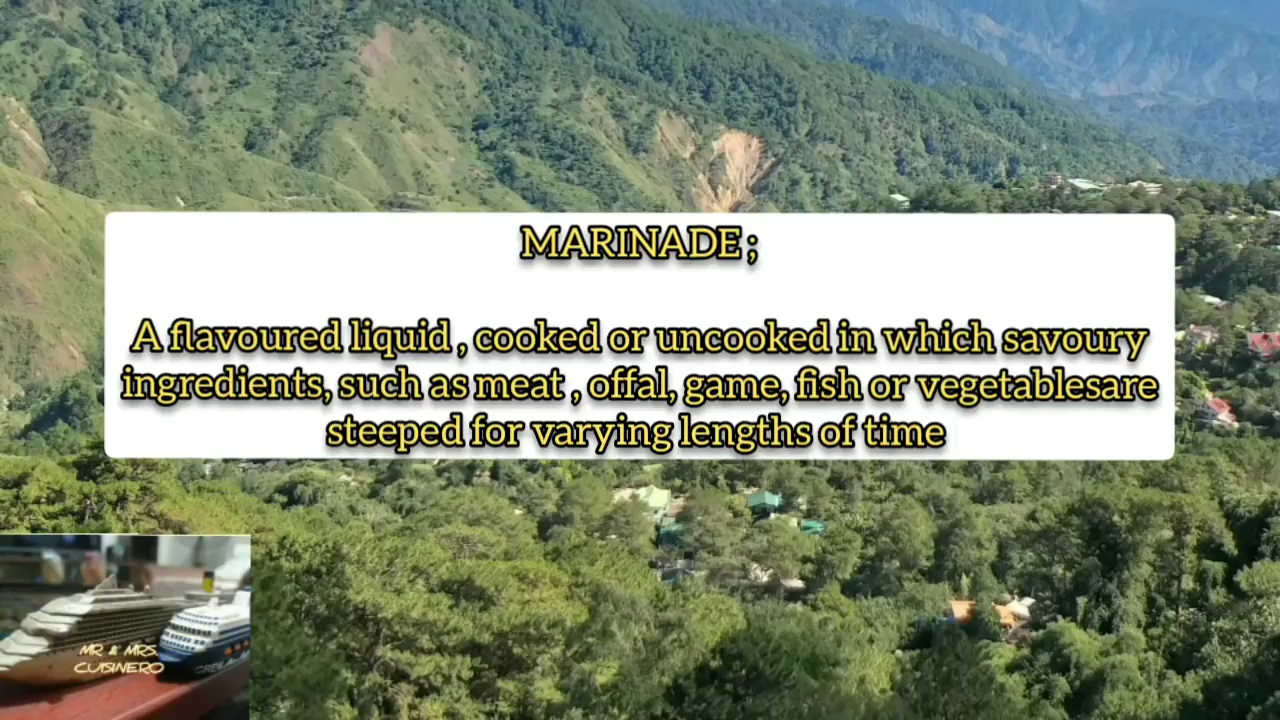 MARINADE ;
A flavoured liquid , cooked or uncooked in which savoury
ingredients, such as meat , offal, game, fish or vegetablesare
steeped for varying lengths of time
MR & MRS.
CUISINERO